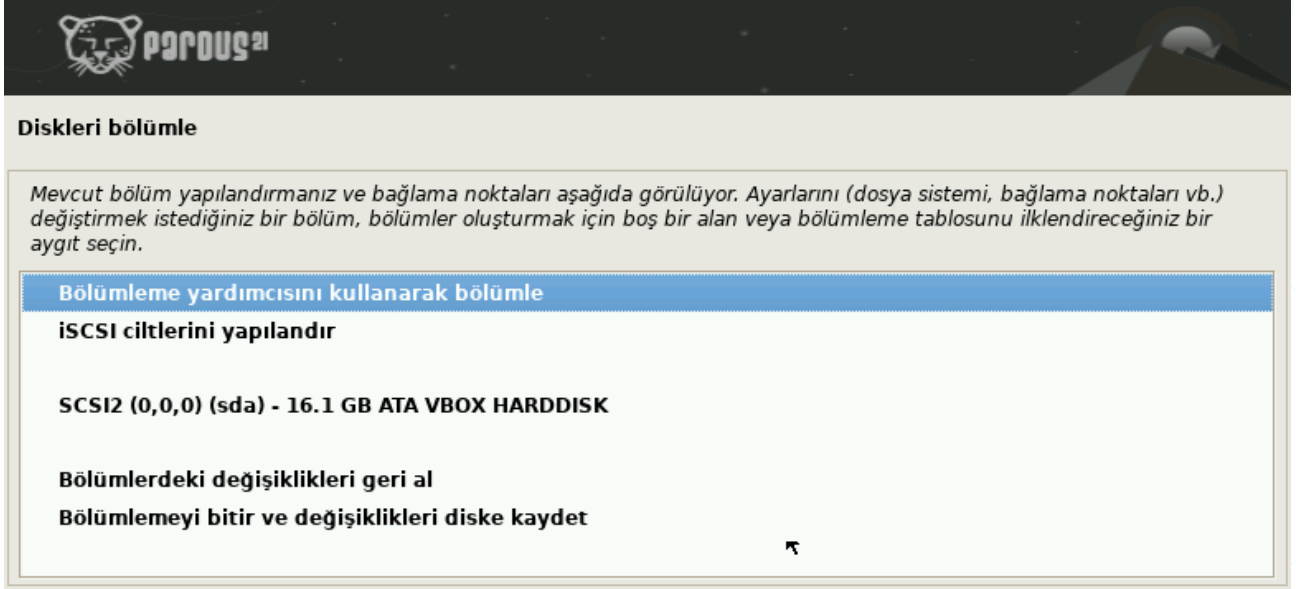 Pardus 21
Diskleri bölümle
Mevcut bölüm yapılandırmanız ve bağlama noktaları aşağıda görülüyor. Ayarlarını (dosya sistemi, bağlama noktaları vb.)
değiştirmek istediğiniz bir bölüm, bölümler oluşturmak için boş bir alan veya bölümleme tablosunu ilklendireceğiniz bir
aygıt seçin.
Bölümleme yardımcısını kullanarak bölümle
iSCSI ciltlerini yapılandır
SCSI2 (0,0,0) (sda) - 16.1 GB ATA VBOX HARDDISK
Bölümlerdeki değişiklikleri geri al
Bölümlemeyi bitir ve değişiklikleri diske kaydet